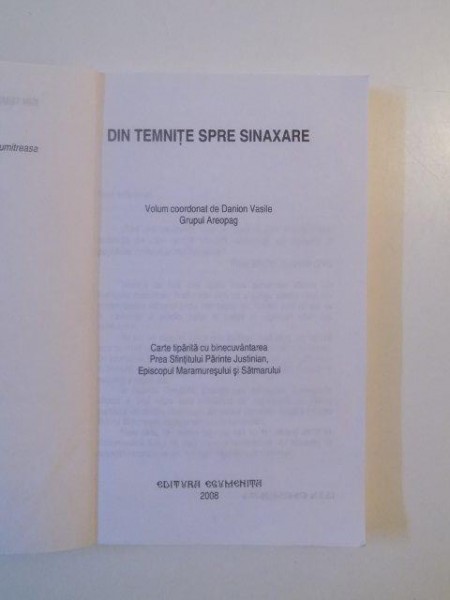 umitreasa
DIN TEMNIȚE SPRE SINAXARE
Volum coordonat de Danion Vasile
Grupul Areopag
Carte tipărită cu binecuvântarea
Prea Sfințitului Părinte Justinian,
Episcopul Maramureșului și Sătmarului
EDITURA EGUMENIȚA
2008